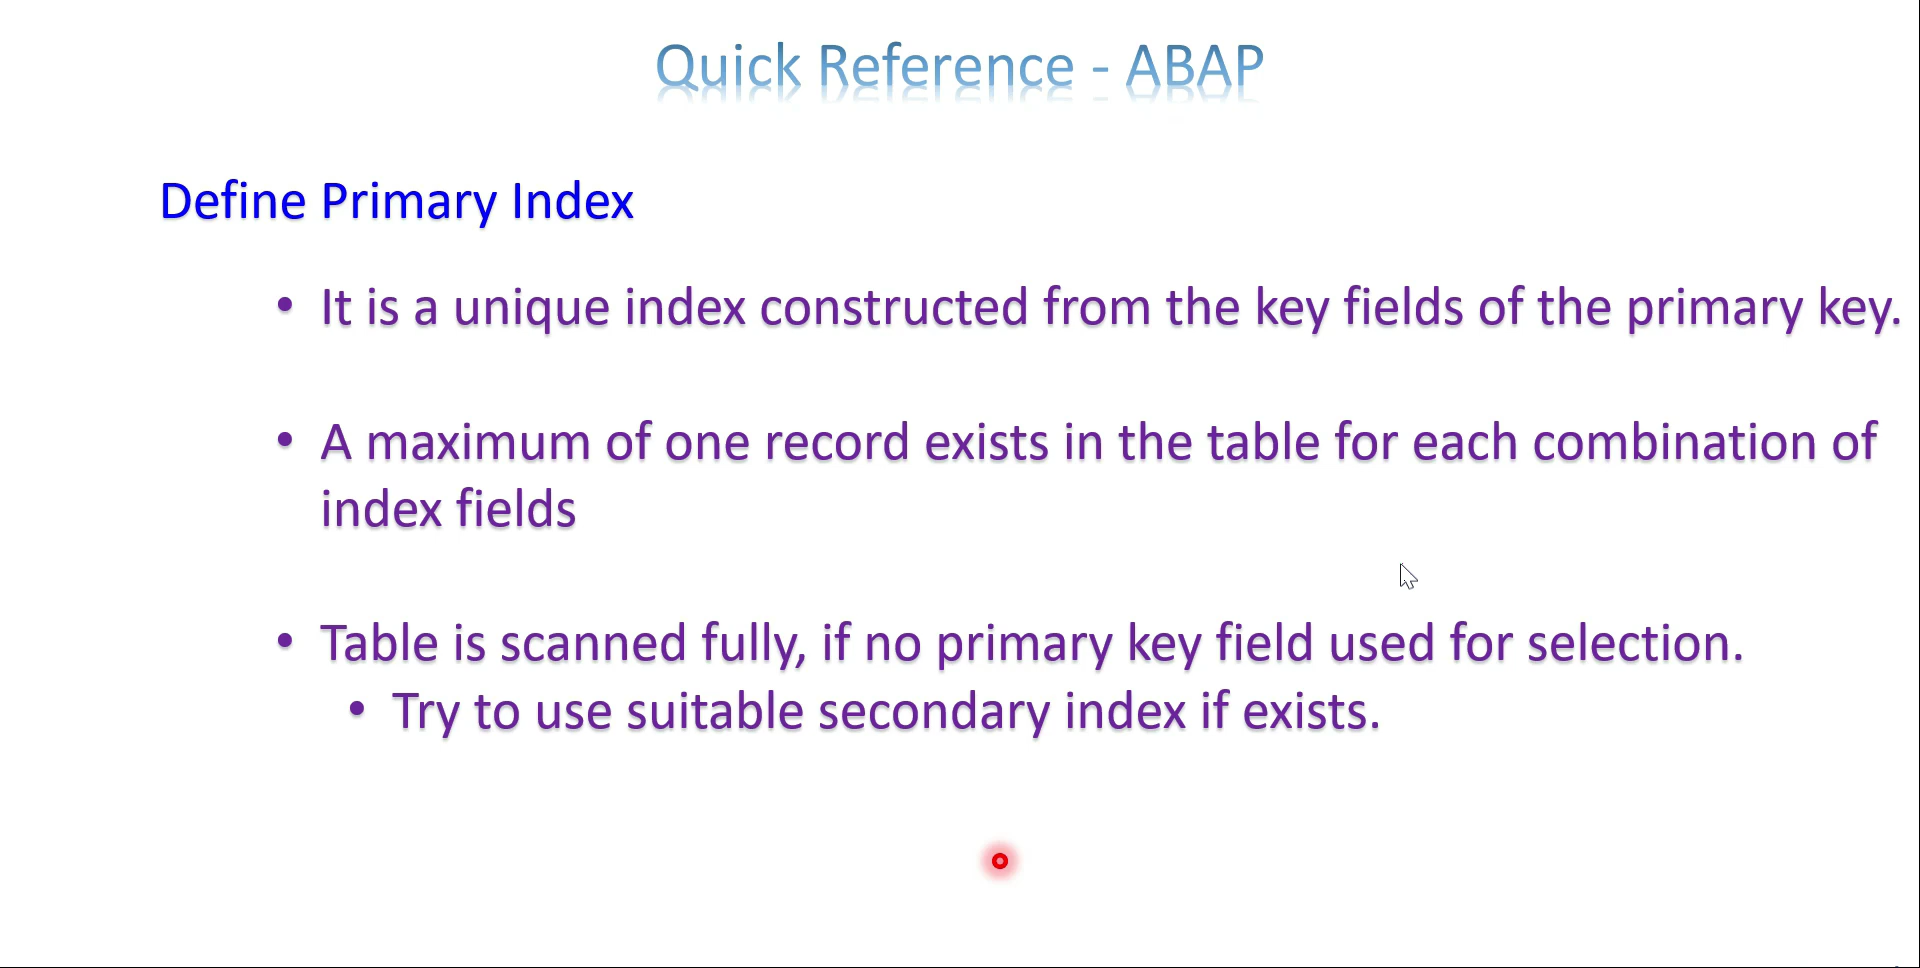 Quick Reference - ABAP
Define Primary Index
• It is a unique index constructed from the key fields of the primary key.
• A maximum of one record exists in the table for each combination of
index fields
• Table is scanned fully, if no primary key field used for selection.
• Try to use suitable secondary index if exists.